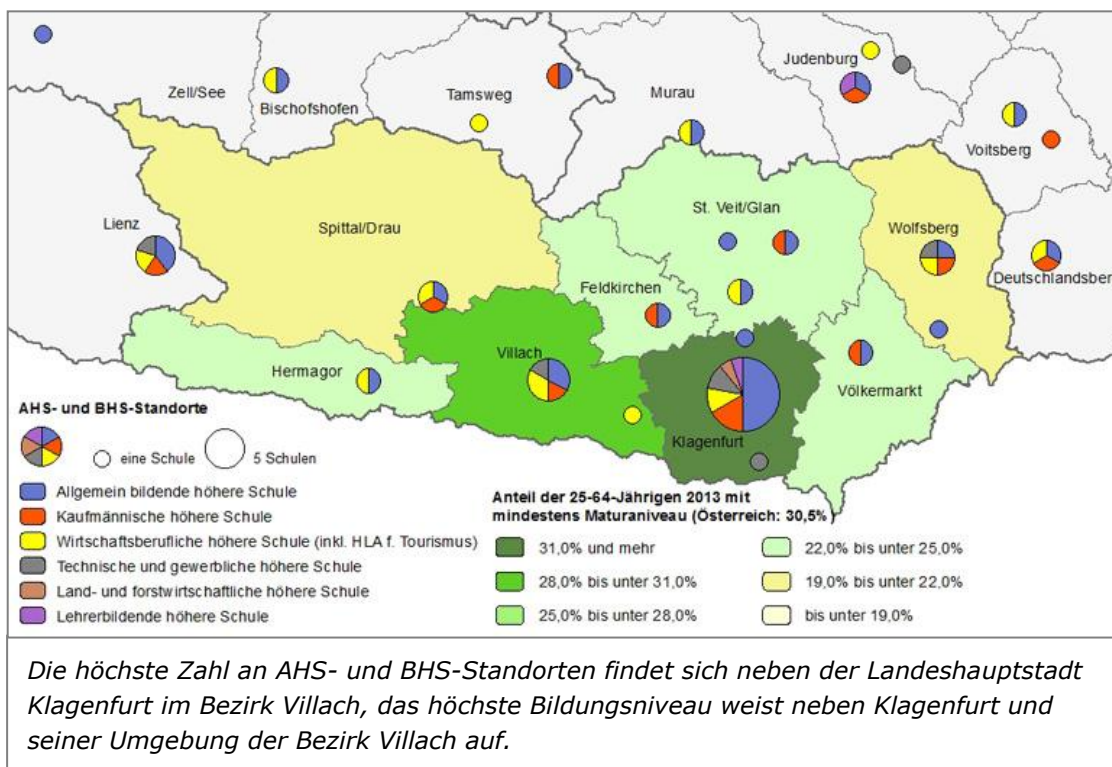 Zell/See
Bischofshofen
Tamsweg
Murau
Judenburg
Voitsberg
Lienz
Spittal/Drau
St. Veit/Glan
Wolfsberg
Deutschlandsber
Feldkirchen
Hermagor
Villach
Völkermarkt
Klagenfurt
AHS- und BHS-Standorte
eine Schule
5 Schulen
Allgemein bildende höhere Schule
Kaufmännische höhere Schule
Wirtschaftsberufliche höhere Schule (inkl. HLA f. Tourismus)
Technische und gewerbliche höhere Schule
Land- und forstwirtschaftliche höhere Schule
Lehrerbildende höhere Schule
Anteil der 25-64-Jährigen 2013 mit
mindestens Maturaniveau (Österreich: 30,5%)
31,0% und mehr
28,0% bis unter 31,0%
25,0% bis unter 28,0%
22,0% bis unter 25,0%
19,0% bis unter 22,0%
bis unter 19,0%
Die höchste Zahl an AHS- und BHS-Standorten findet sich neben der Landeshauptstadt
Klagenfurt im Bezirk Villach, das höchste Bildungsniveau weist neben Klagenfurt und
seiner Umgebung der Bezirk Villach auf.